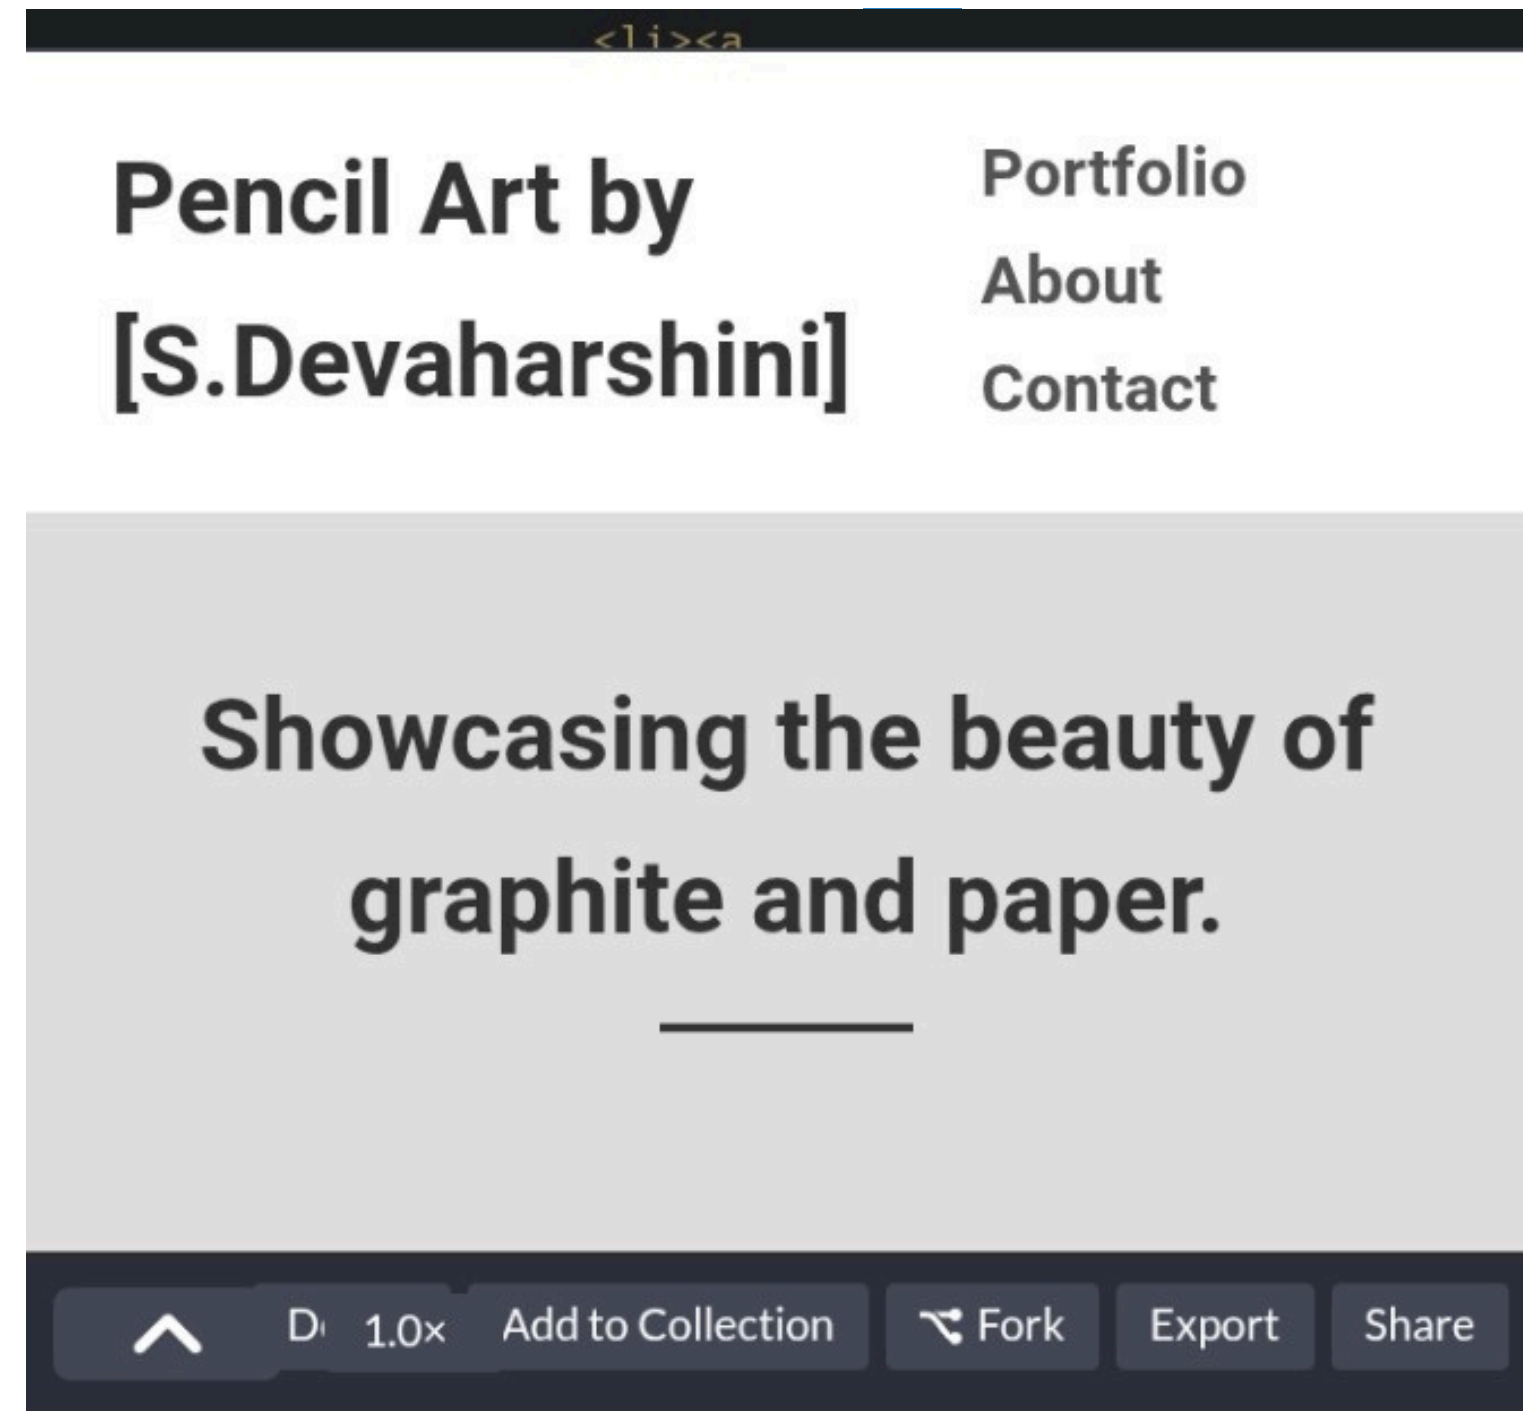 <li><a
Pencil Art by
[S.Devaharshini]
Portfolio
About
Contact
Showcasing the beauty of
graphite and paper.
1.0× Add to Collection Fork Export Share